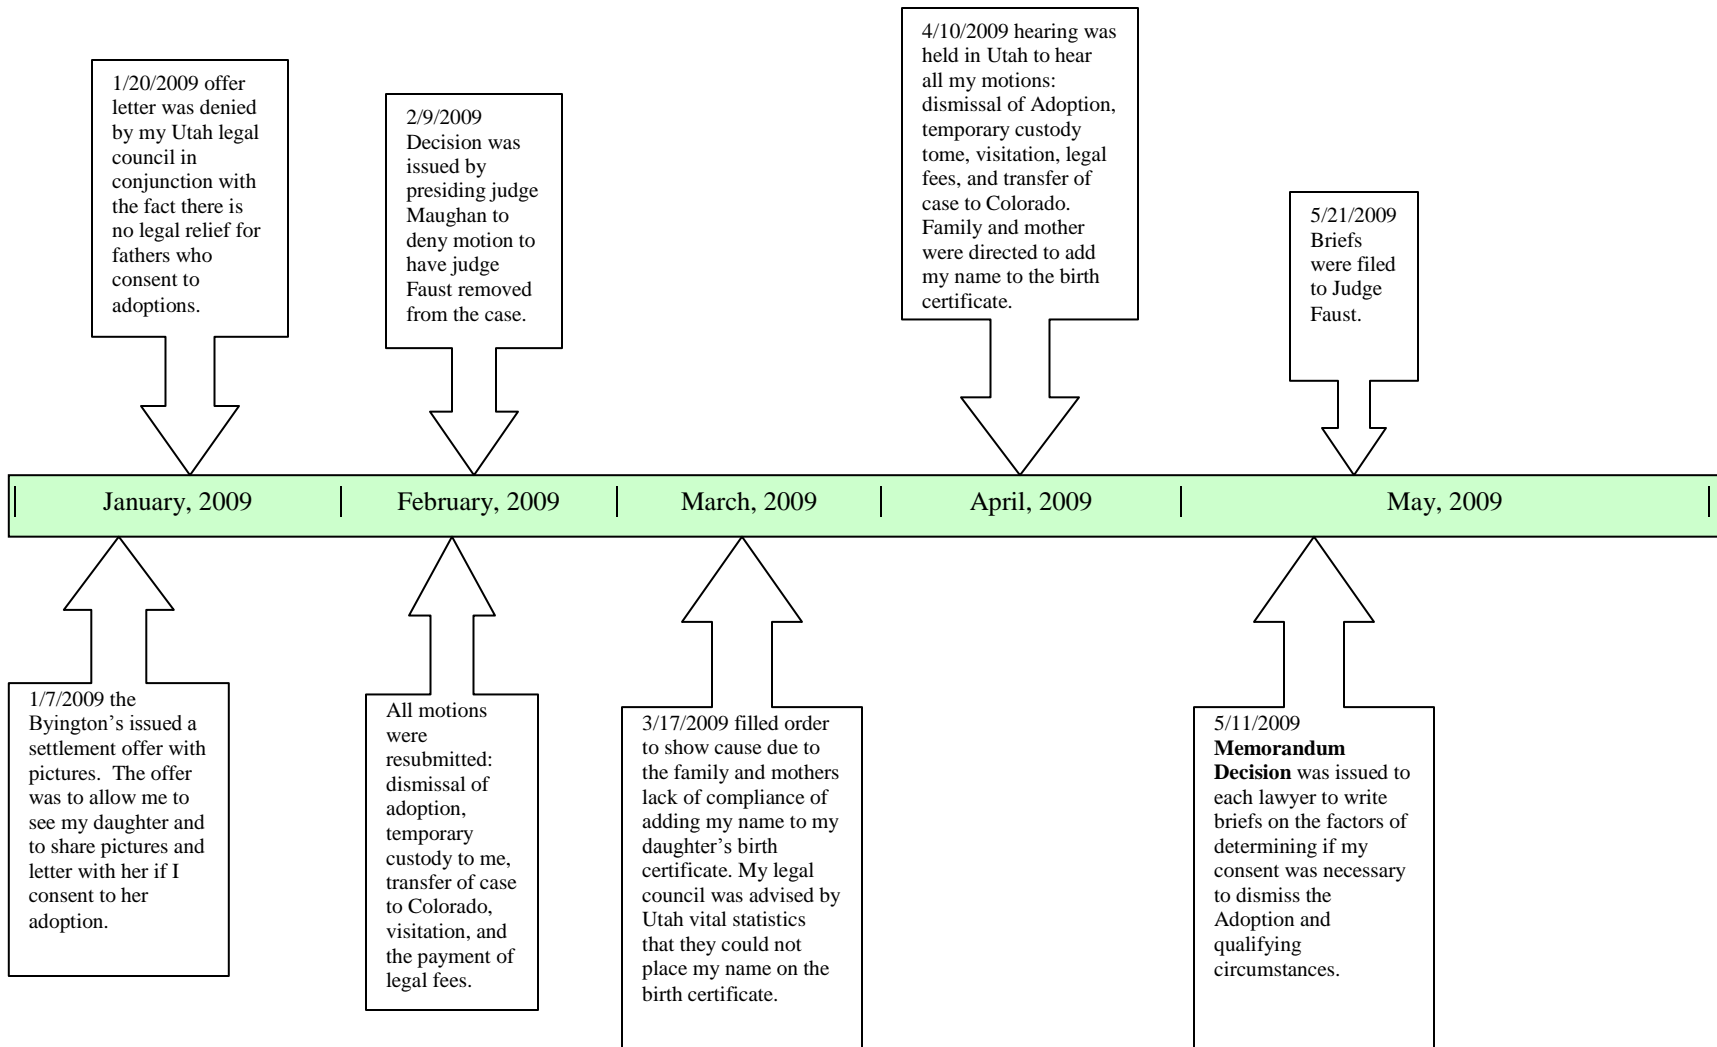 1/20/2009 offer
letter was denied
by my Utah legal
council in
conjunction with
the fact there is
no legal relief for
fathers who
consent to
adoptions.
2/9/2009
Decision was
issued by
presiding judge
Maughan to
deny motion to
have judge
Faust removed
from the case.
4/10/2009 hearing was
held in Utah to hear
all my motions:
dismissal of Adoption,
temporary custody
tome, visitation, legal
fees, and transfer of
case to Colorado.
Family and mother
were directed to add
my name to the birth
certificate.
5/21/2009
Briefs
were filed
to Judge
Faust.
January, 2009
February, 2009
March, 2009
April, 2009
May, 2009
1/7/2009 the
Byington’s issued a
settlement offer with
pictures.  The offer
was to allow me to
see my daughter and
to share pictures and
letter with her if I
consent to her
adoption.
All motions
were
resubmitted:
dismissal of
adoption,
temporary
custody to me,
transfer of case
to Colorado,
visitation, and
the payment of
legal fees.
3/17/2009 filled order
to show cause due to
the family and mothers
lack of compliance of
adding my name to my
daughter’s birth
certificate. My legal
council was advised by
Utah vital statistics
that they could not
place my name on the
birth certificate.
5/11/2009
Memorandum
Decision was issued to
each lawyer to write
briefs on the factors of
determining if my
consent was necessary
to dismiss the
Adoption and
qualifying
circumstances.